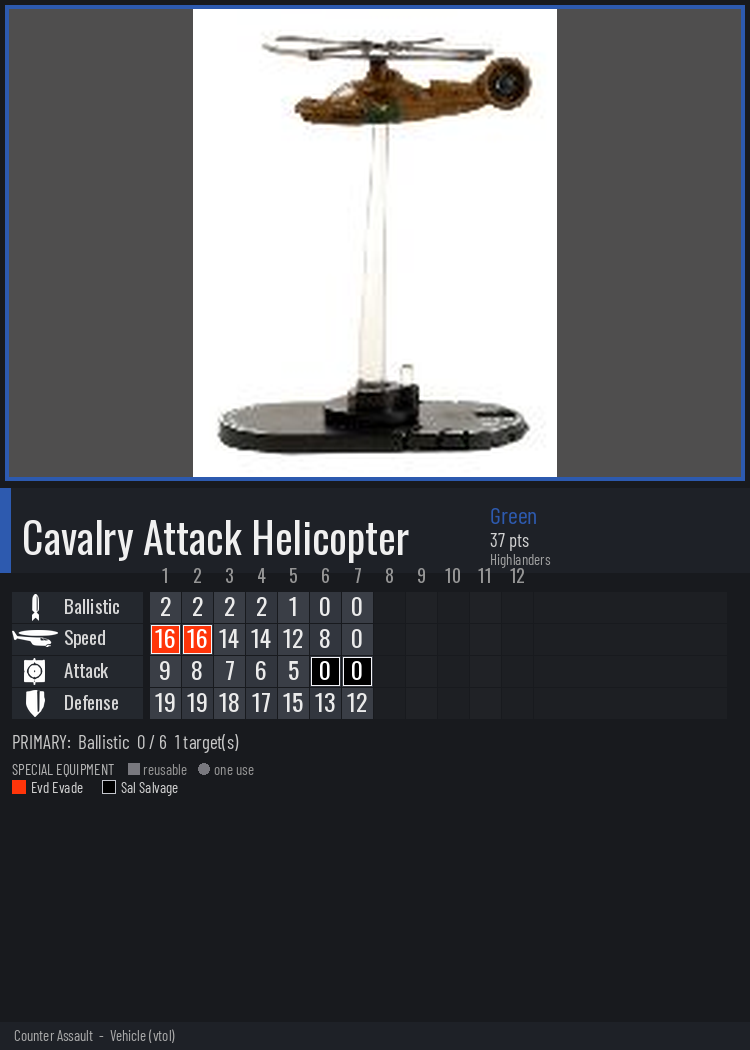 Cavalry Attack Helicopter
Green
37 pts
Highlanders
1 2 3 4 5 6 7 8 9 10 11 12
Ballistic 2 2 2 2 1 0 0
Speed 16 16 14 14 12 8 0
Attack 9 8 7 6 5 0 0
Defense 19 19 18 17 15 13 12
PRIMARY: Ballistic 0 / 6 1 target(s)
SPECIAL EQUIPMENT reusable one use
Evd Evade Sal Salvage
Counter Assault - Vehicle (vtol)